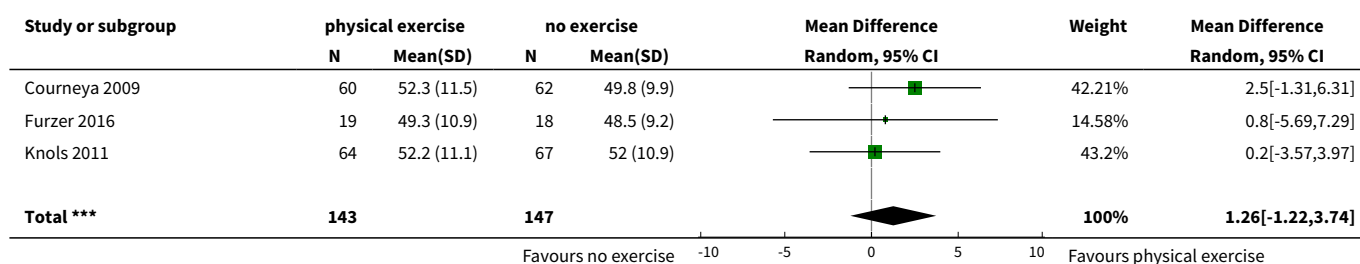 Study or subgroup physical exercise no exercise Mean Difference Weight Mean Difference
N Mean(SD) N Mean(SD) Random, 95% CI Random, 95% CI
Courneya 2009 60 52.3 (11.5) 62 49.8 (9.9) 42.21% 2.5[-1.31,6.31]
Furzer 2016 19 49.3 (10.9) 18 48.5 (9.2) 14.58% 0.8[-5.69,7.29]
Knols 2011 64 52.2 (11.1) 67 52 (10.9) 43.2% 0.2[-3.57,3.97]
Total *** 143 147 100% 1.26[-1.22,3.74]
Favours no exercise -10 -5 0 5 10 Favours physical exercise